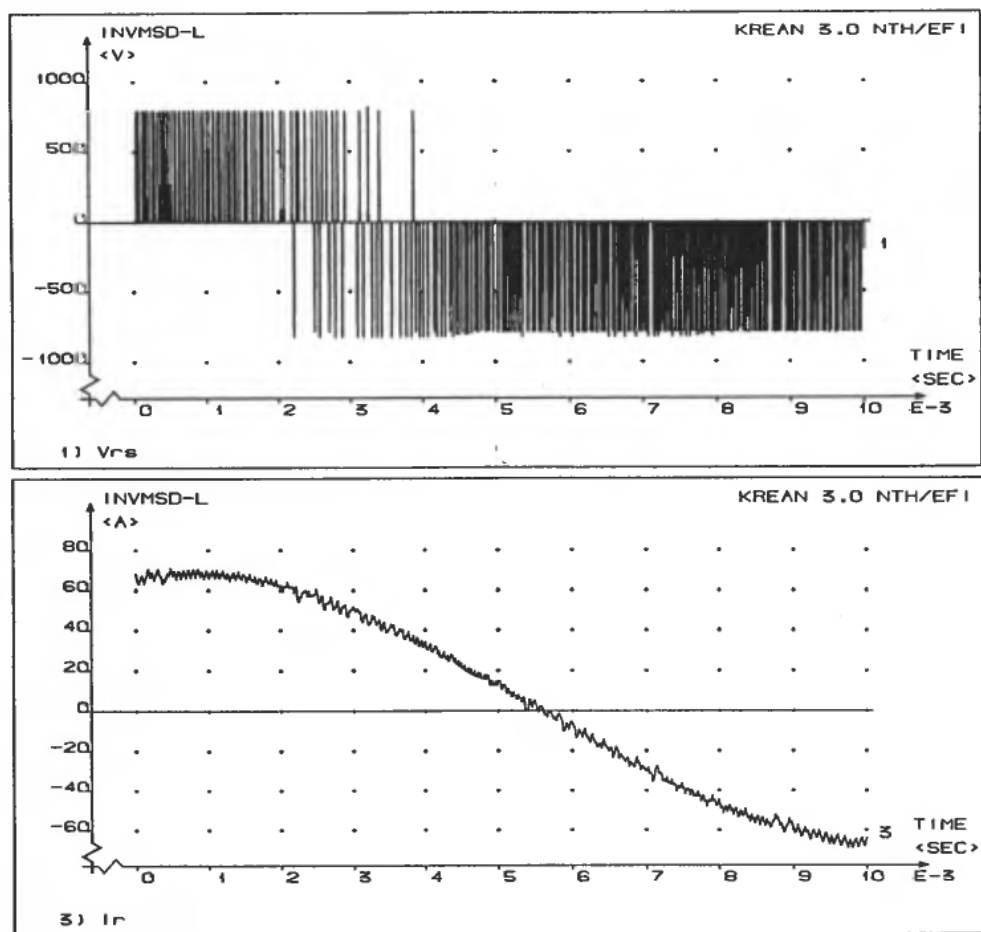 INVMSD-L KREAN 3.0 NTH/EFI
<V>
1000
500
0
1
-500
-1000
TIME
<SEC>
0 1 2 3 4 5 6 7 8 9 10 E-3
1) Vrs
INVMSD-L KREAN 3.0 NTH/EFI
<A>
80
60
40
20
0
-20
-40
-60
3 TIME
<SEC>
0 1 2 3 4 5 6 7 8 9 10 E-3
3) Ir